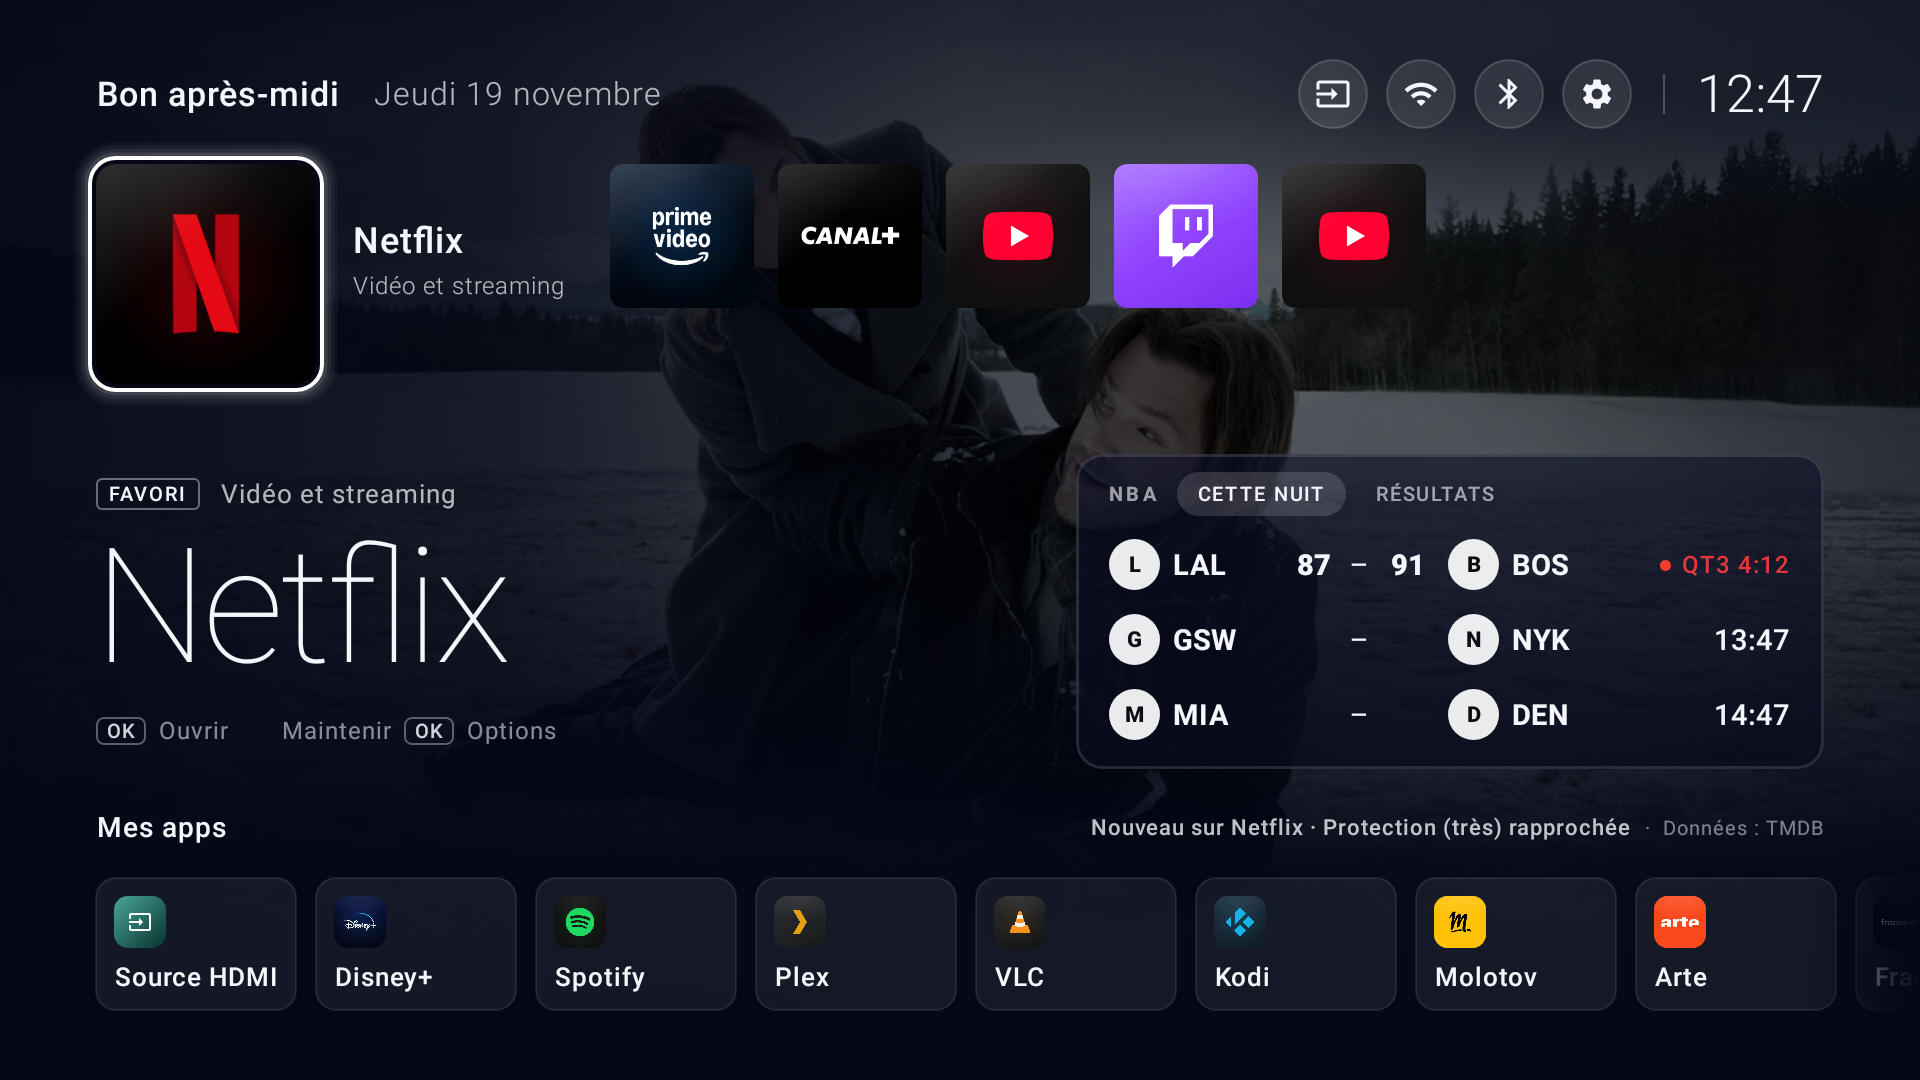 Bon après-midi Jeudi 19 novembre
12:47
Netflix
Vidéo et streaming
prime video
CANAL+
FAVORI Vidéo et streaming
Netflix
OK Ouvrir Maintenir OK Options
NBA CETTE NUIT RÉSULTATS
L LAL 87 – 91 B BOS QT3 4:12
G GSW – N NYK 13:47
M MIA – D DEN 14:47
Mes apps
Nouveau sur Netflix · Protection (très) rapprochée · Données : TMDB
Disney+
arte
Source HDMI
Disney+
Spotify
Plex
VLC
Kodi
Molotov
Arte